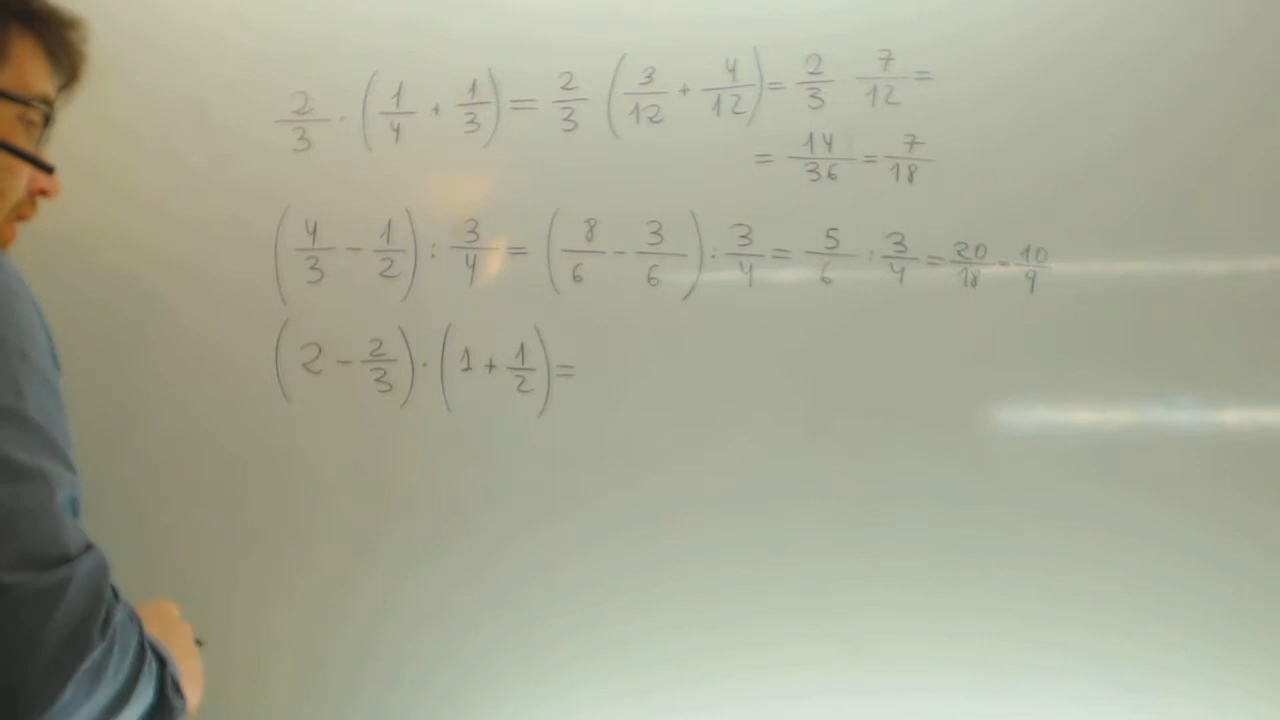 2/3 · (1/4 + 1/3) = 2/3 (3/12 + 4/12) = 2/3 7/12 =
= 14/36 = 7/18
(4/3 - 1/2) : 3/4 = (8/6 - 3/6) : 3/4 = 5/6 : 3/4 = 20/18 = 10/9
(2 - 2/3) · (1 + 1/2) =